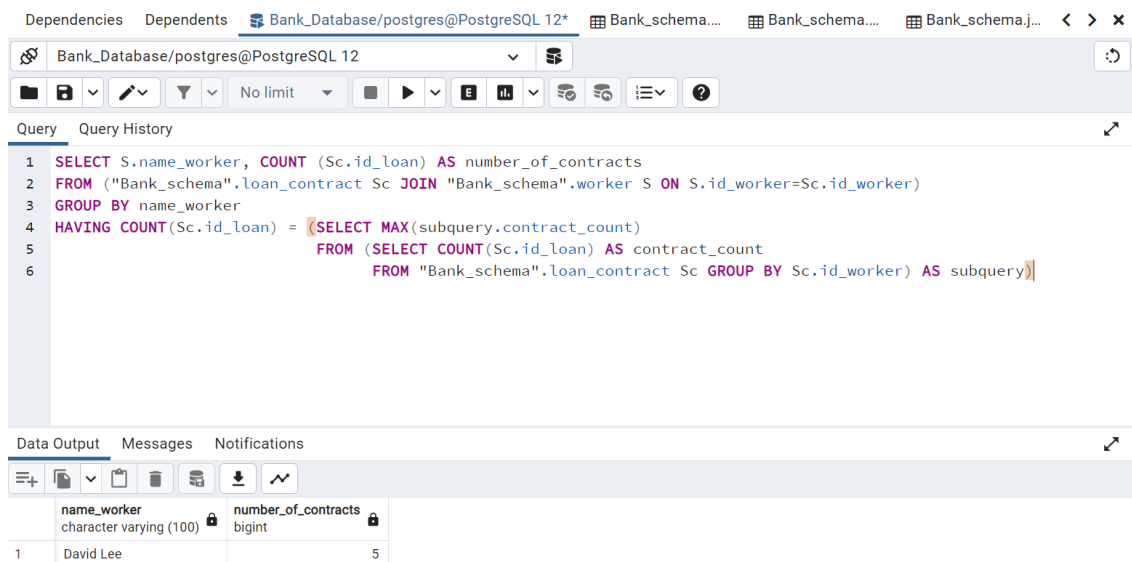 Dependencies Dependents Bank_Database/postgres@PostgreSQL 12* Bank_schema.... Bank_schema.... Bank_schema.j...
Bank_Database/postgres@PostgreSQL 12
No limit E
Query Query History
1 SELECT S.name_worker, COUNT (Sc.id_loan) AS number_of_contracts
2 FROM ("Bank_schema".loan_contract Sc JOIN "Bank_schema".worker S ON S.id_worker=Sc.id_worker)
3 GROUP BY name_worker
4 HAVING COUNT(Sc.id_loan) = (SELECT MAX(subquery.contract_count)
5 FROM (SELECT COUNT(Sc.id_loan) AS contract_count
6 FROM "Bank_schema".loan_contract Sc GROUP BY Sc.id_worker) AS subquery)
Data Output Messages Notifications
name_worker number_of_contracts
character varying (100) bigint
1 David Lee 5